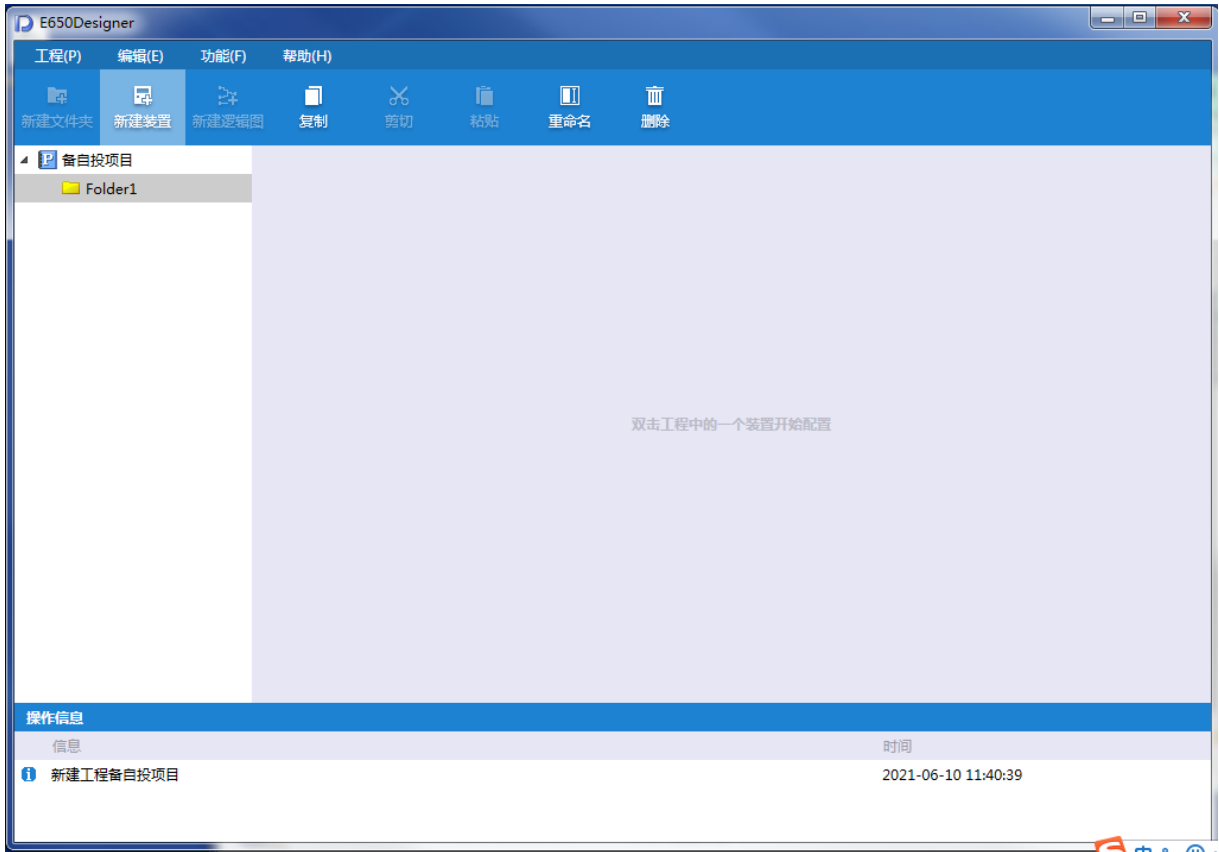 E650Designer
工程(P) 编辑(E) 功能(F) 帮助(H)
新建文件夹 新建装置 新建逻辑图 复制 剪切 粘贴 重命名 删除
备自投项目
Folder1
双击工程中的一个装置开始配置
操作信息
信息 时间
新建工程备自投项目 2021-06-10 11:40:39